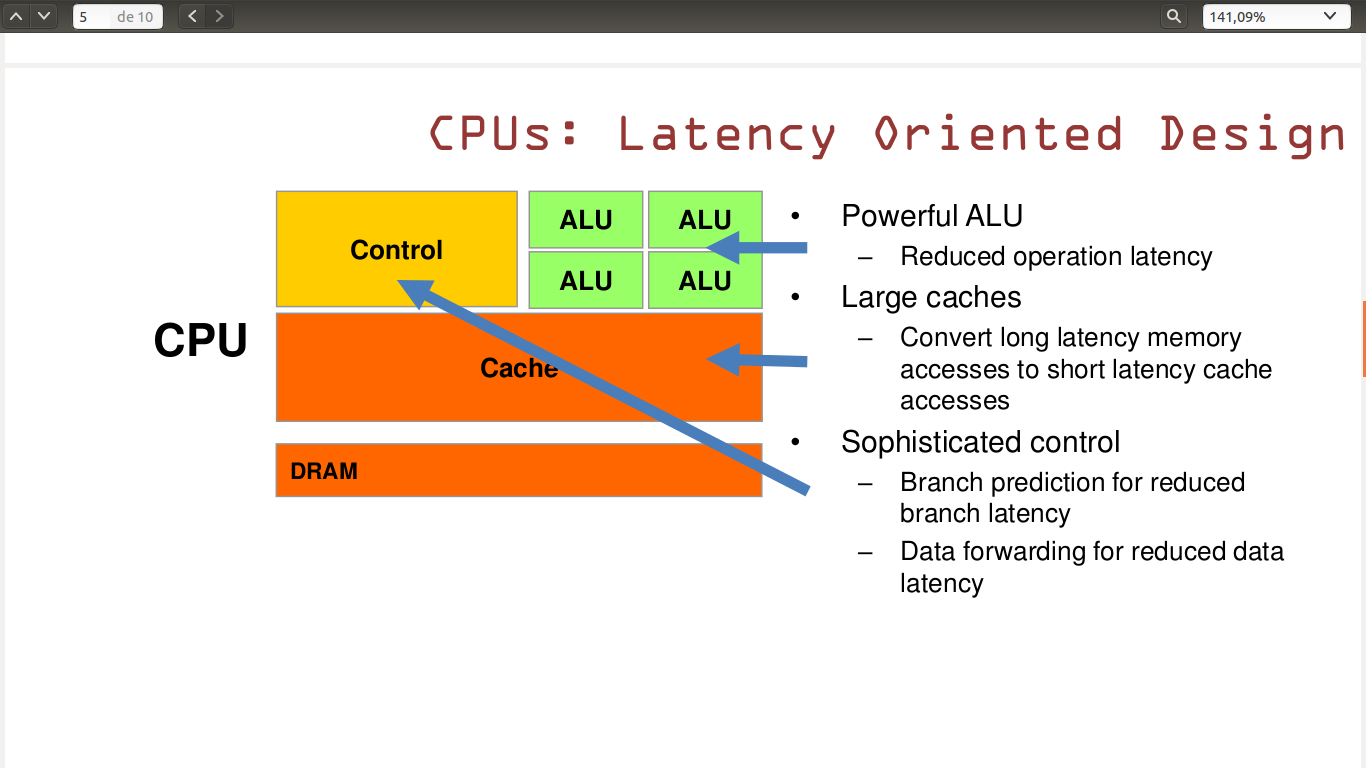 5 de 10
141,09%
CPUs: Latency Oriented Design
Control
ALU ALU
ALU ALU
CPU
Cache
DRAM
• Powerful ALU
– Reduced operation latency
• Large caches
– Convert long latency memory
accesses to short latency cache
accesses
• Sophisticated control
– Branch prediction for reduced
branch latency
– Data forwarding for reduced data
latency